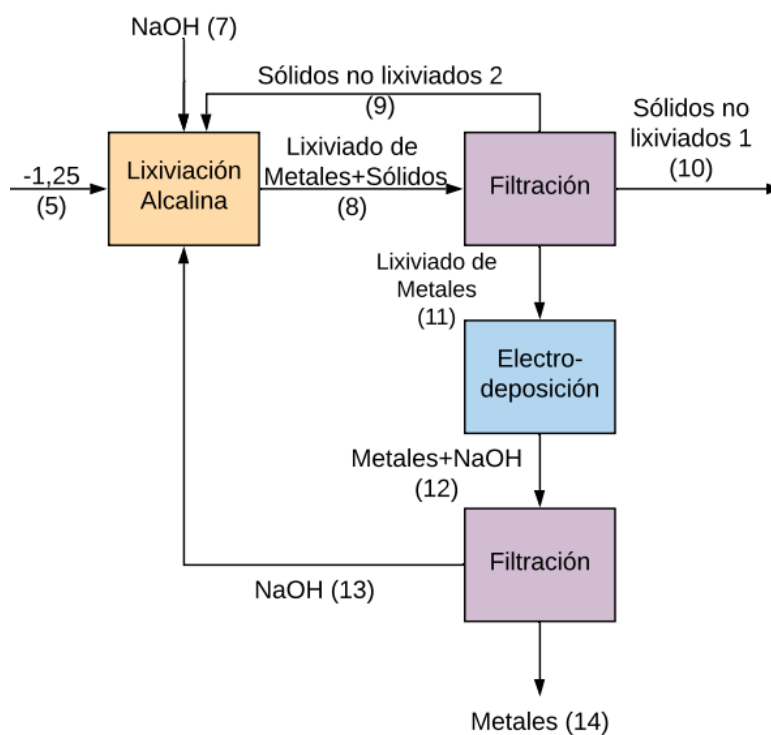 NaOH (7)
Sólidos no lixiviados 2
(9)
Sólidos no
lixiviados 1
(10)
-1,25
(5)
Lixiviación
Alcalina
Lixiviado de
Metales+Sólidos
(8)
Filtración
Lixiviado de
Metales
(11)
Electro-
deposición
Metales+NaOH
(12)
Filtración
NaOH (13)
Metales (14)